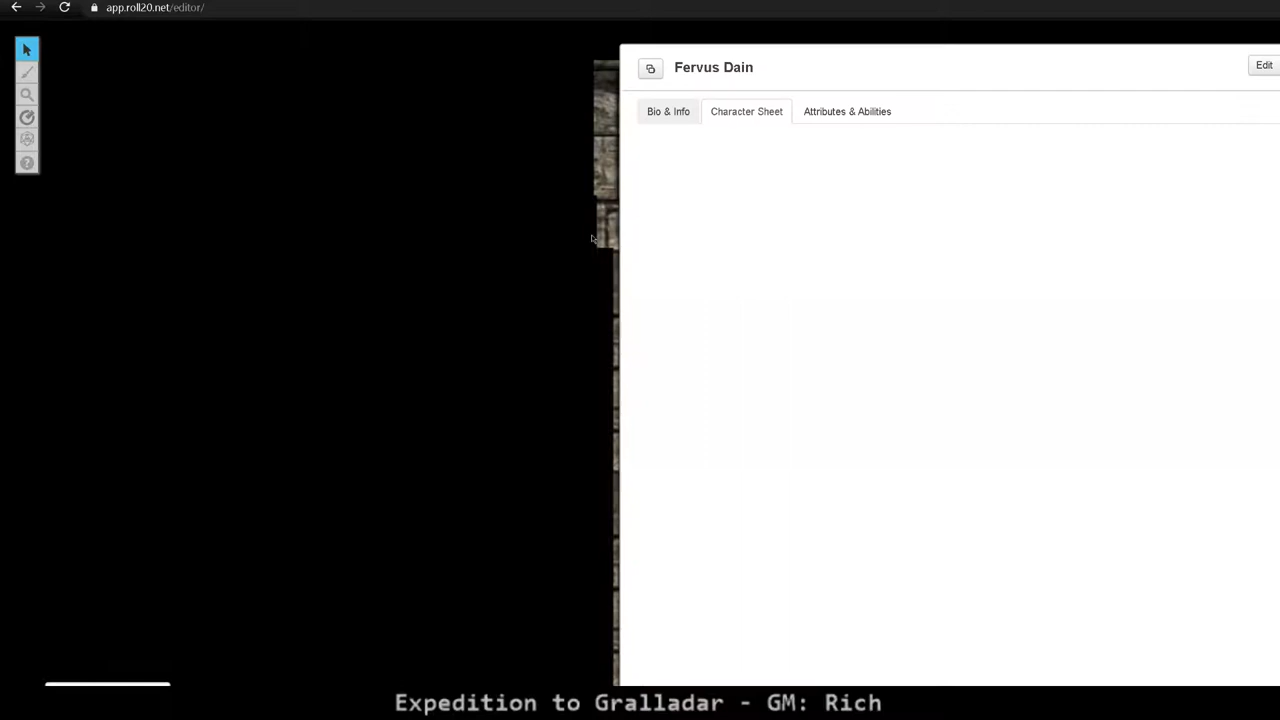 app.roll20.net/editor/
Fervus Dain
Edit
Bio & Info
Character Sheet
Attributes & Abilities
Expedition to Gralladar - GM: Rich